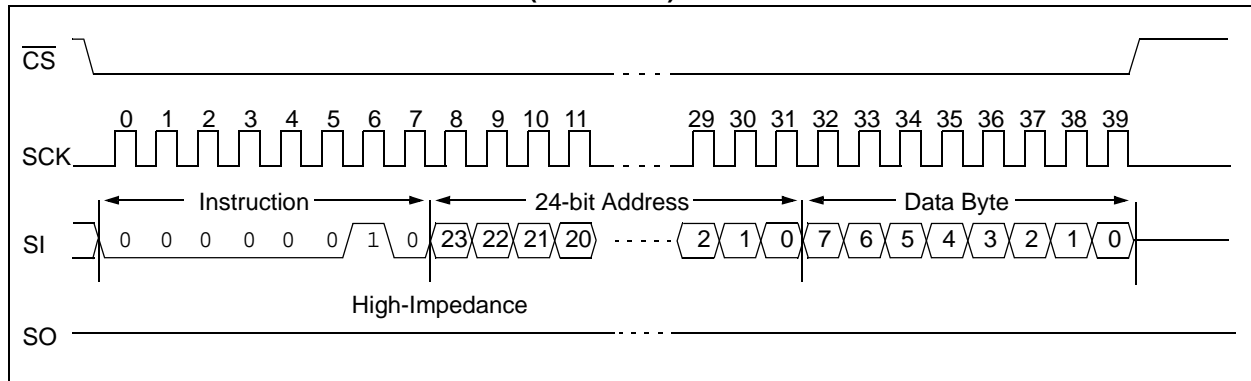 CS
0 1 2 3 4 5 6 7 8 9 10 11 29 30 31 32 33 34 35 36 37 38 39
SCK
Instruction 24-bit Address Data Byte
SI 0 0 0 0 0 0 1 0 23 22 21 20 2 1 0 7 6 5 4 3 2 1 0
High-Impedance
SO